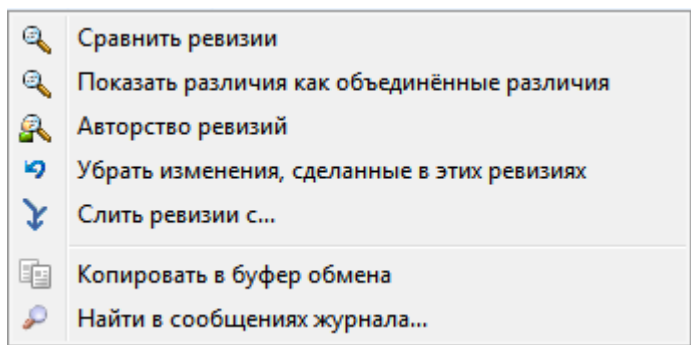 Сравнить ревизии
Показать различия как объединённые различия
Авторство ревизий
Убрать изменения, сделанные в этих ревизиях
Слить ревизии с...
Копировать в буфер обмена
Найти в сообщениях журнала...